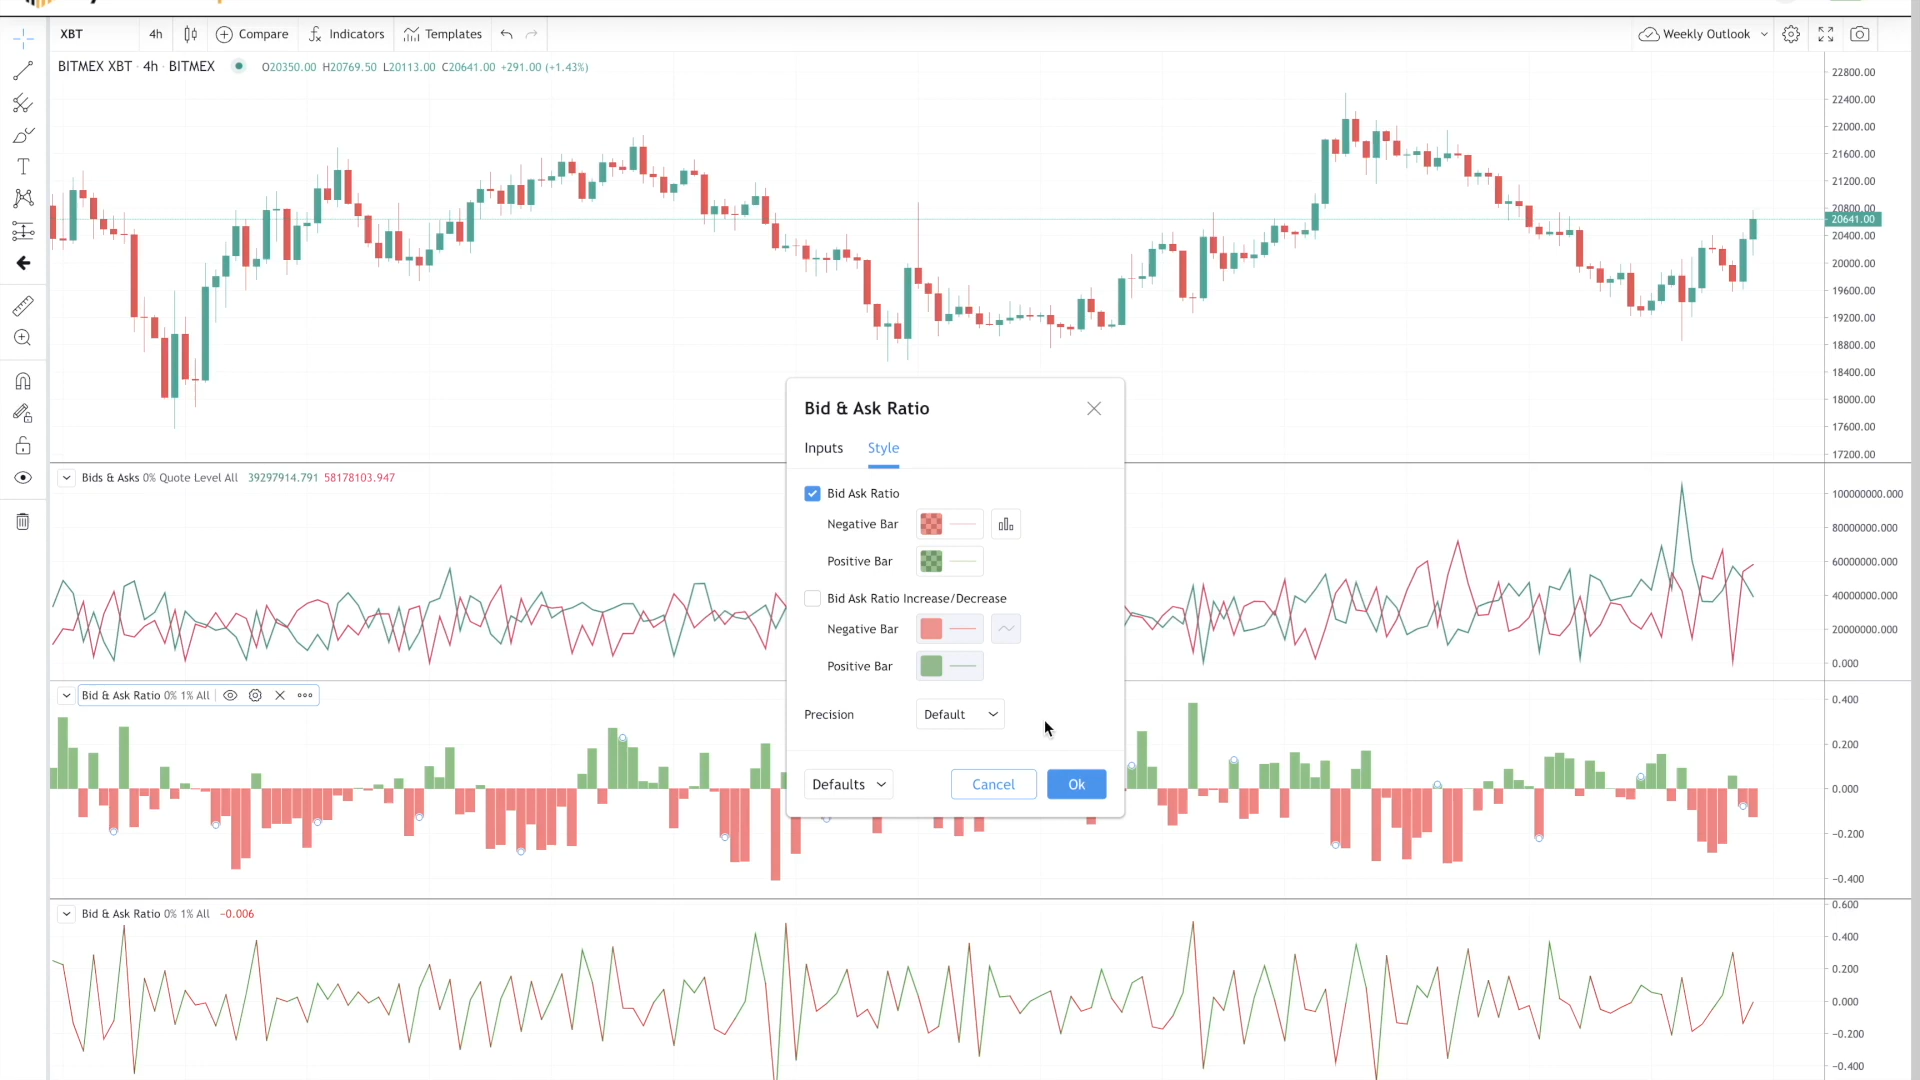 XBT 4h Compare Indicators Templates Weekly Outlook
BITMEX XBT · 4h · BITMEX O20350.00 H20769.50 L20113.00 C20641.00 +291.00 (+1.43%)
22800.00
22400.00
22000.00
21600.00
21200.00
20800.00
20641.00
20400.00
20000.00
19600.00
19200.00
18800.00
18400.00
18000.00
17600.00
17200.00
Bids & Asks 0% Quote Level All 39297914.791 58178103.947
100000000.000
80000000.000
60000000.000
40000000.000
20000000.000
0.000
Bid & Ask Ratio 0% 1% All
0.400
0.200
0.000
−0.200
−0.400
Bid & Ask Ratio 0% 1% All −0.006
0.600
0.400
0.200
0.000
−0.200
−0.400
Bid & Ask Ratio
Inputs Style
Bid Ask Ratio
Negative Bar
Positive Bar
Bid Ask Ratio Increase/Decrease
Negative Bar
Positive Bar
Precision Default
Defaults Cancel Ok